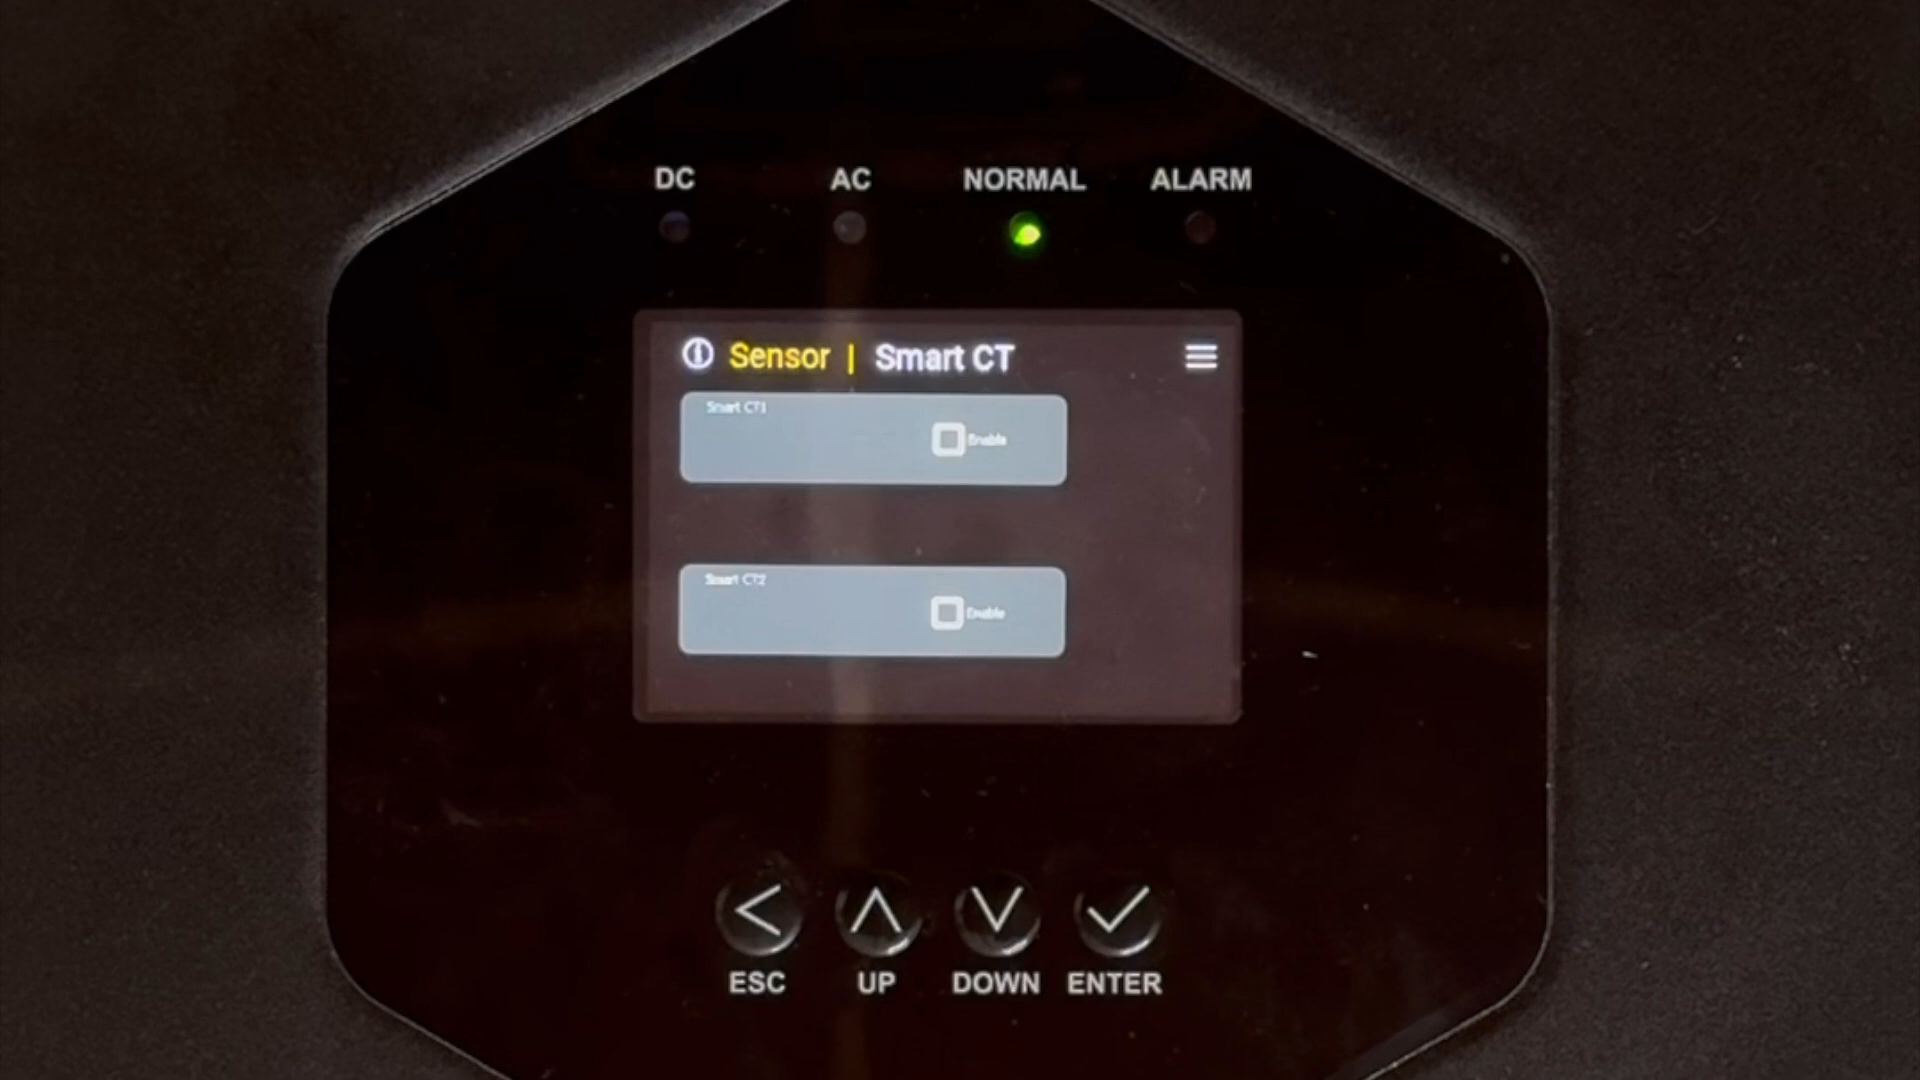 DC AC NORMAL ALARM
Sensor | Smart CT
Smart CT1
Enable
Smart CT2
Enable
ESC UP DOWN ENTER